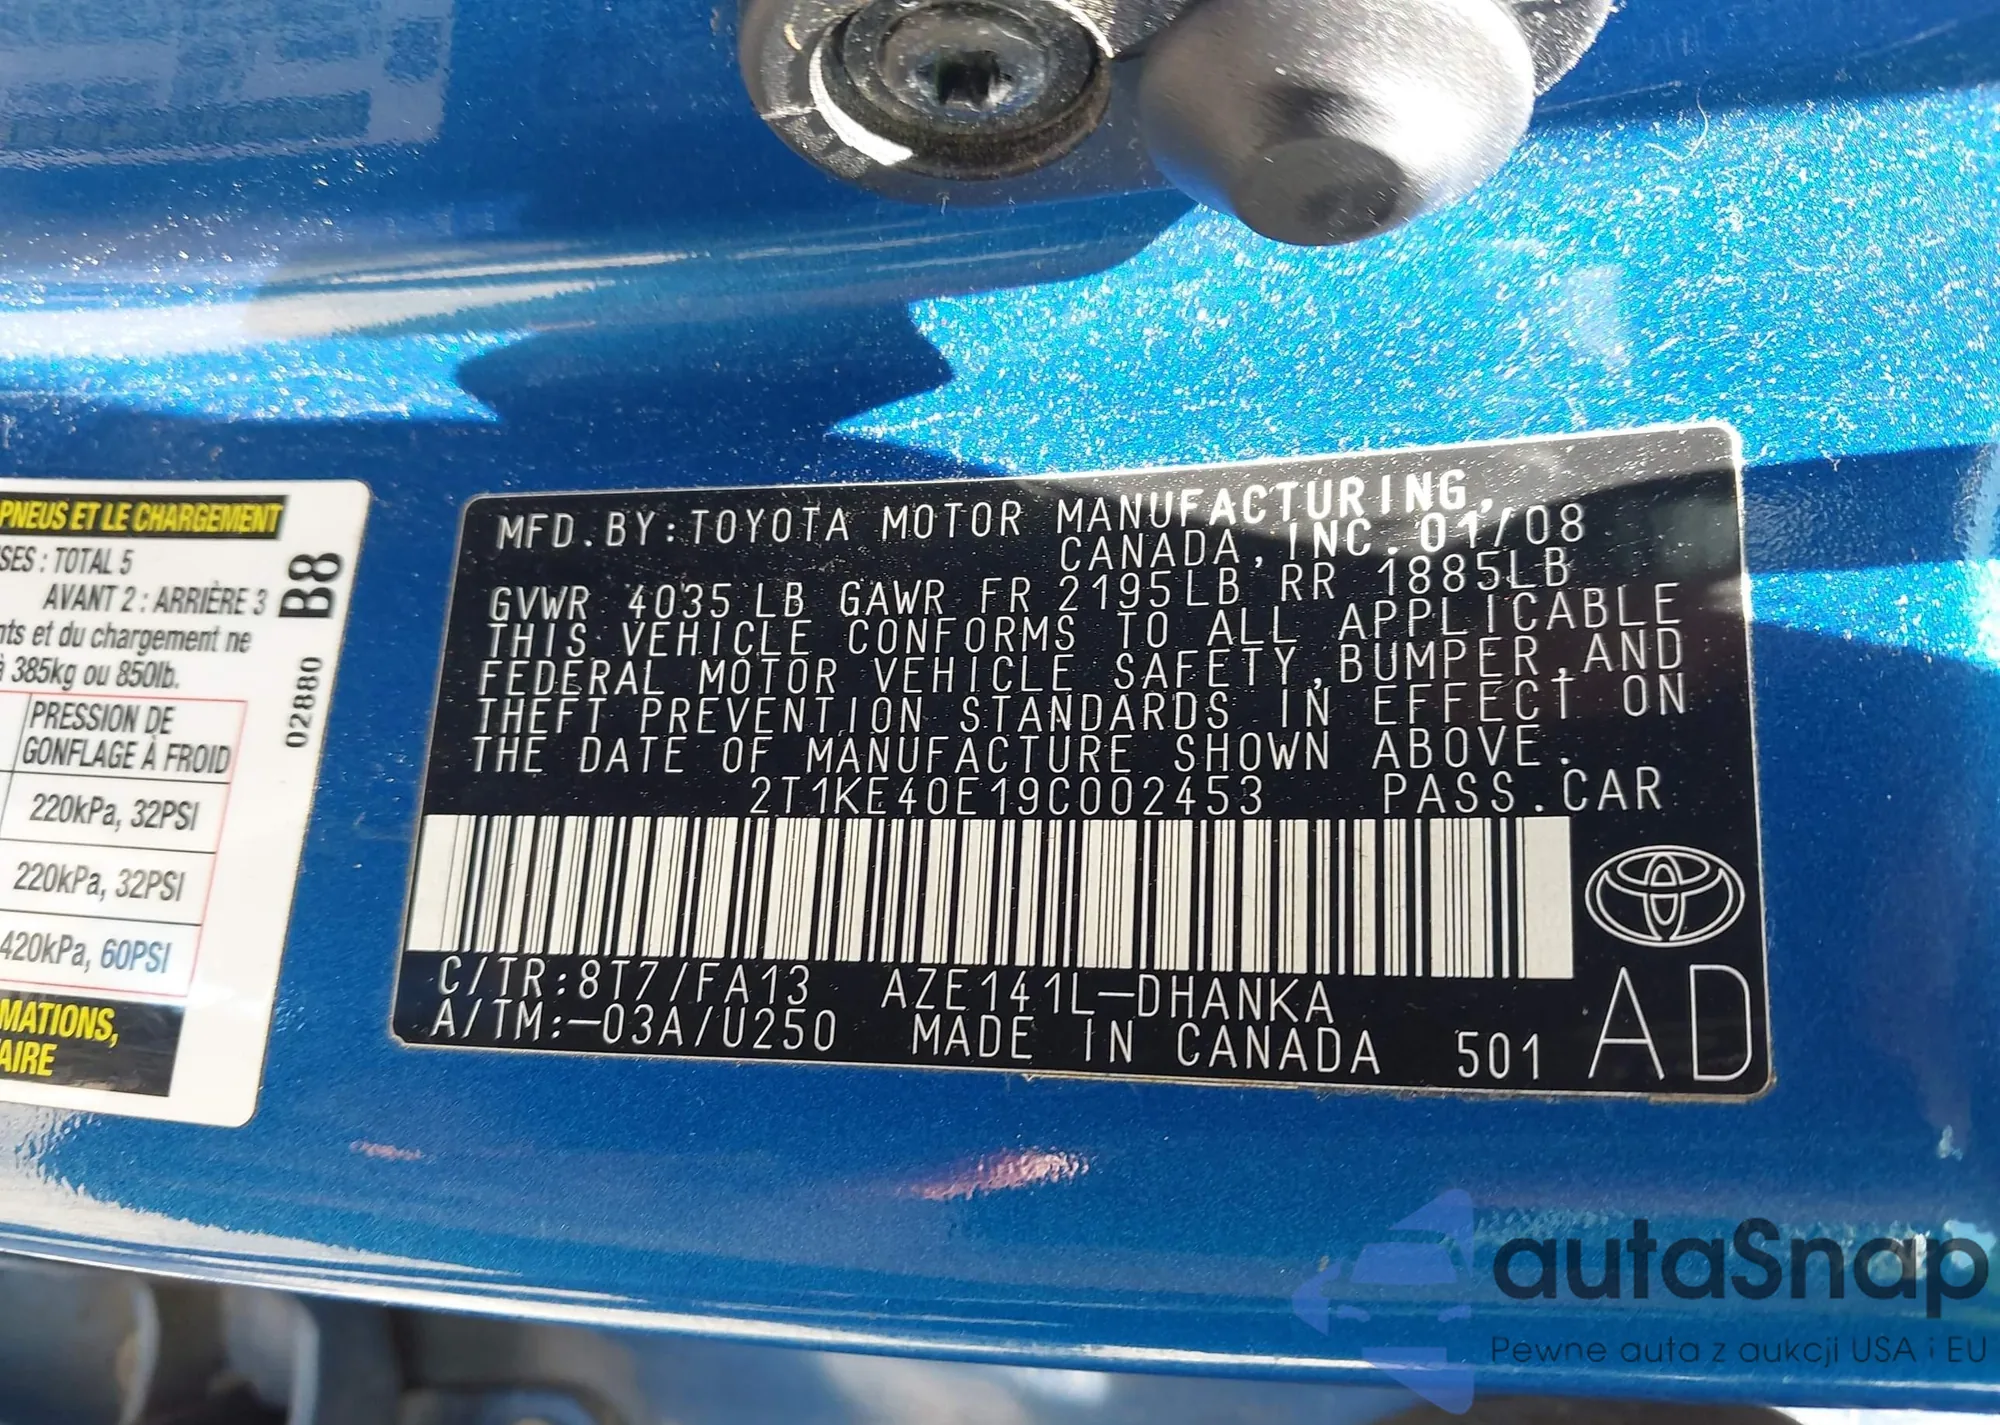 PNEUS ET LE CHARGEMENT
SES : TOTAL 5
AVANT 2 : ARRIÈRE 3
nts et du chargement ne
à 385kg ou 850lb.
PRESSION DE
GONFLAGE À FROID
220kPa, 32PSI
220kPa, 32PSI
420kPa, 60PSI
MATIONS,
AIRE
B8
02880
MFD.BY:TOYOTA MOTOR MANUFACTURING,
CANADA, INC. 01/08
GVWR 4035LB GAWR FR 2195LB RR 1885LB
THIS VEHICLE CONFORMS TO ALL APPLICABLE
FEDERAL MOTOR VEHICLE SAFETY,BUMPER,AND
THEFT PREVENTION STANDARDS IN EFFECT ON
THE DATE OF MANUFACTURE SHOWN ABOVE.
2T1KE40E19C002453 PASS.CAR
C/TR:8T7/FA13 AZE141L-DHANKA
A/TM:-03A/U250 MADE IN CANADA 501
AD
autaSnap
Pewne auta z aukcji USA i EU